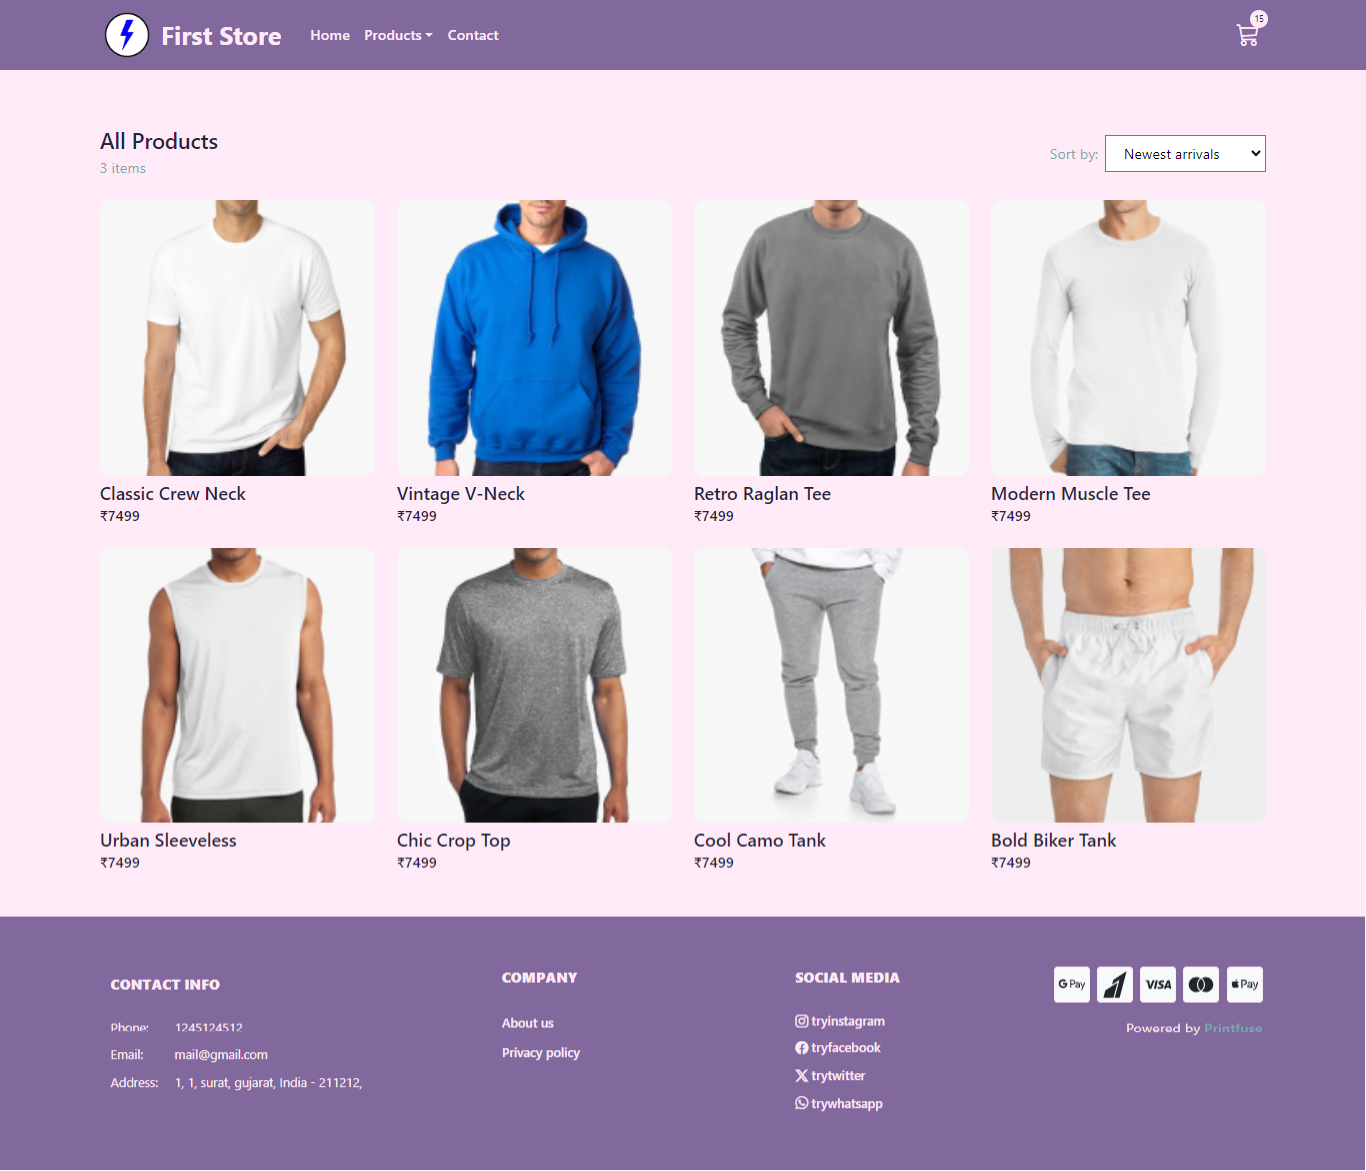 First Store
Home Products Contact
15
All Products
3 items
Sort by: Newest arrivals
Classic Crew Neck
₹7499
Vintage V-Neck
₹7499
Retro Raglan Tee
₹7499
Modern Muscle Tee
₹7499
Urban Sleeveless
₹7499
Chic Crop Top
₹7499
Cool Camo Tank
₹7499
Bold Biker Tank
₹7499
CONTACT INFO
Phone: 1245124512
Email: mail@gmail.com
Address: 1, 1, surat, gujarat, India - 211212,
COMPANY
About us
Privacy policy
SOCIAL MEDIA
tryinstagram
tryfacebook
trytwitter
trywhatsapp
G Pay VISA Pay
Powered by Printfuse